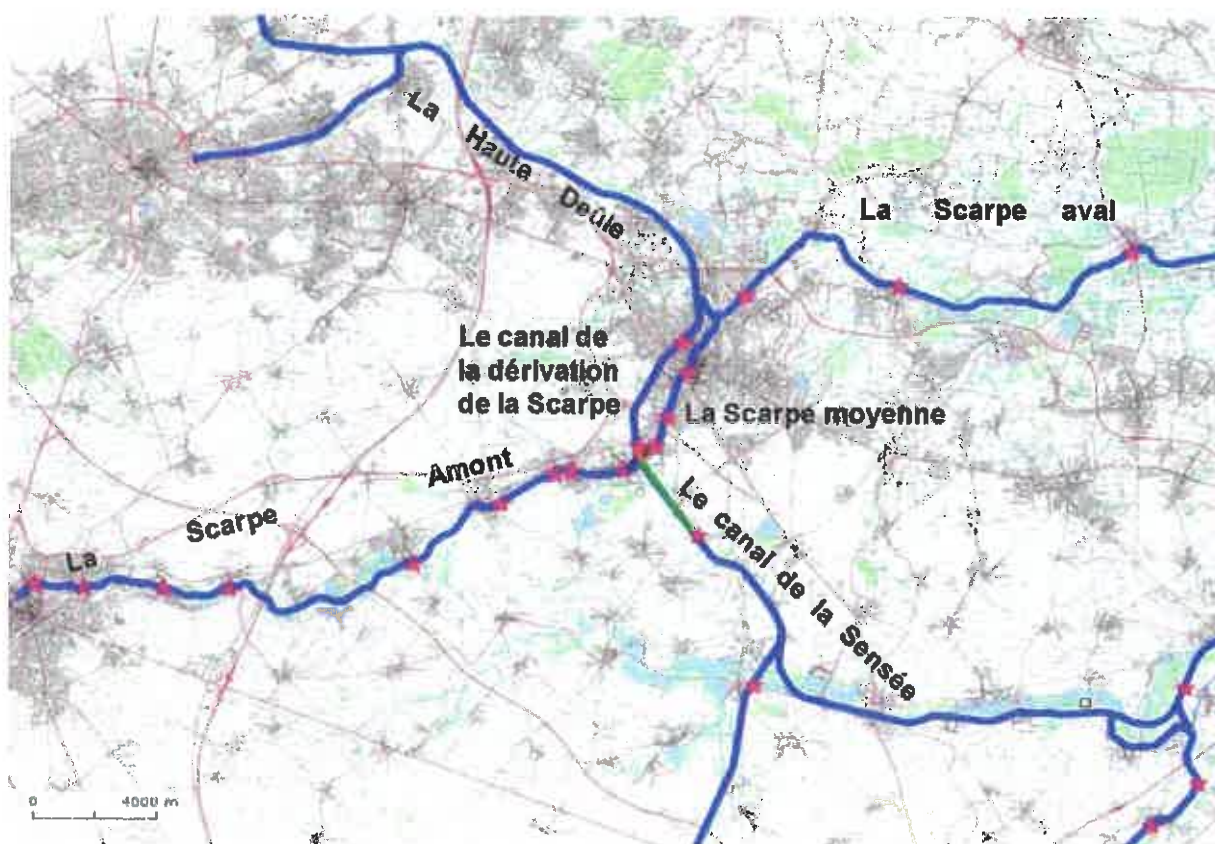 La Haute Deûle
La Scarpe aval
Le canal de
la dérivation
de la Scarpe
La Scarpe moyenne
La Scarpe Amont
Le canal de la Sensée
0 4000 m